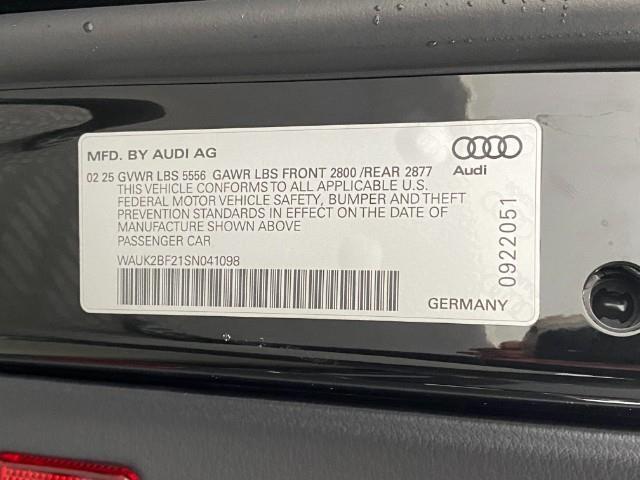 MFD. BY AUDI AG
Audi
02 25 GVWR LBS 5556 GAWR LBS FRONT 2800 /REAR 2877
THIS VEHICLE CONFORMS TO ALL APPLICABLE U.S.
FEDERAL MOTOR VEHICLE SAFETY, BUMPER AND THEFT
PREVENTION STANDARDS IN EFFECT ON THE DATE OF
MANUFACTURE SHOWN ABOVE
PASSENGER CAR
WAUK2BF21SN041098
GERMANY
0922051